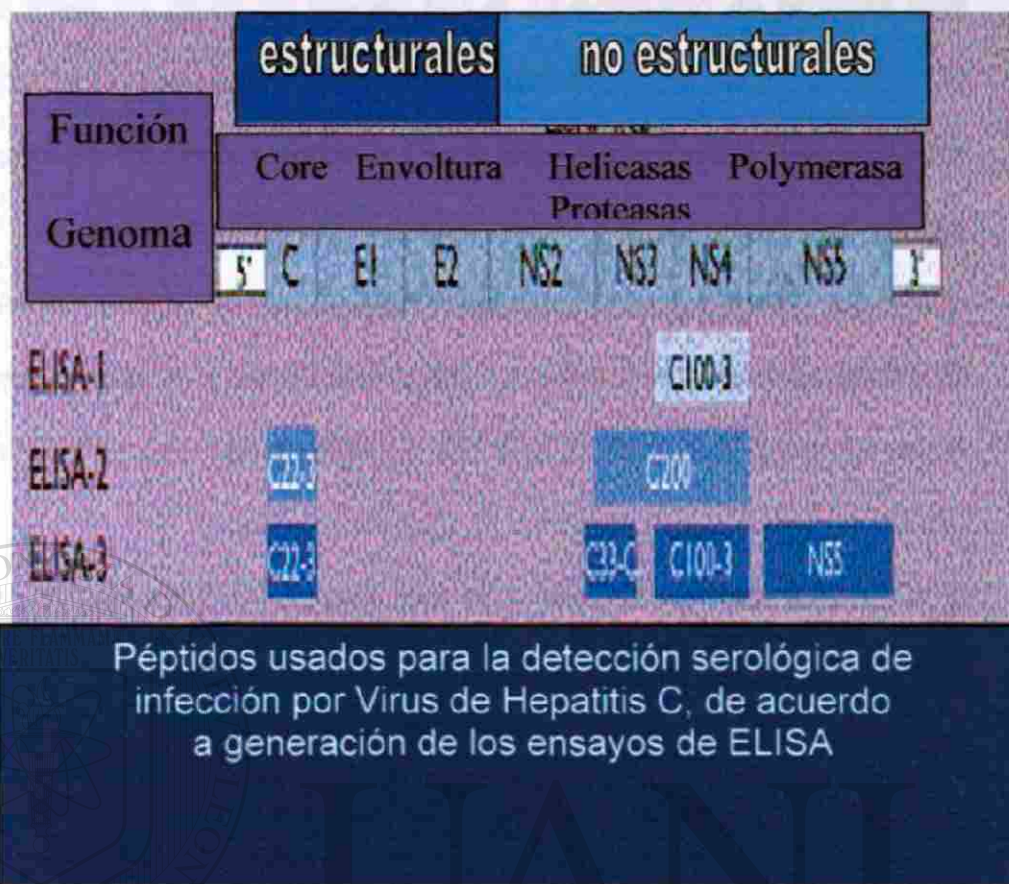 estructurales no estructurales
Función
Core Envoltura Helicasas Polymerasa
Proteasas
Genoma
5' C E1 E2 NS2 NS3 NS4 NS5 3'
ELISA-1 C100-3
ELISA-2 C22-3 C200
ELISA-3 C22-3 C33-C C100-3 NS5
Péptidos usados para la detección serológica de
infección por Virus de Hepatitis C, de acuerdo
a generación de los ensayos de ELISA
UANL